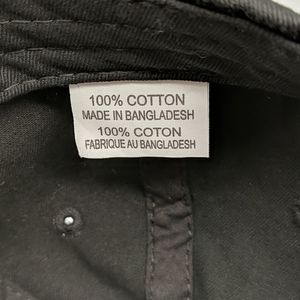 100% COTTON
MADE IN BANGLADESH
100% COTON
FABRIQUE AU BANGLADESH